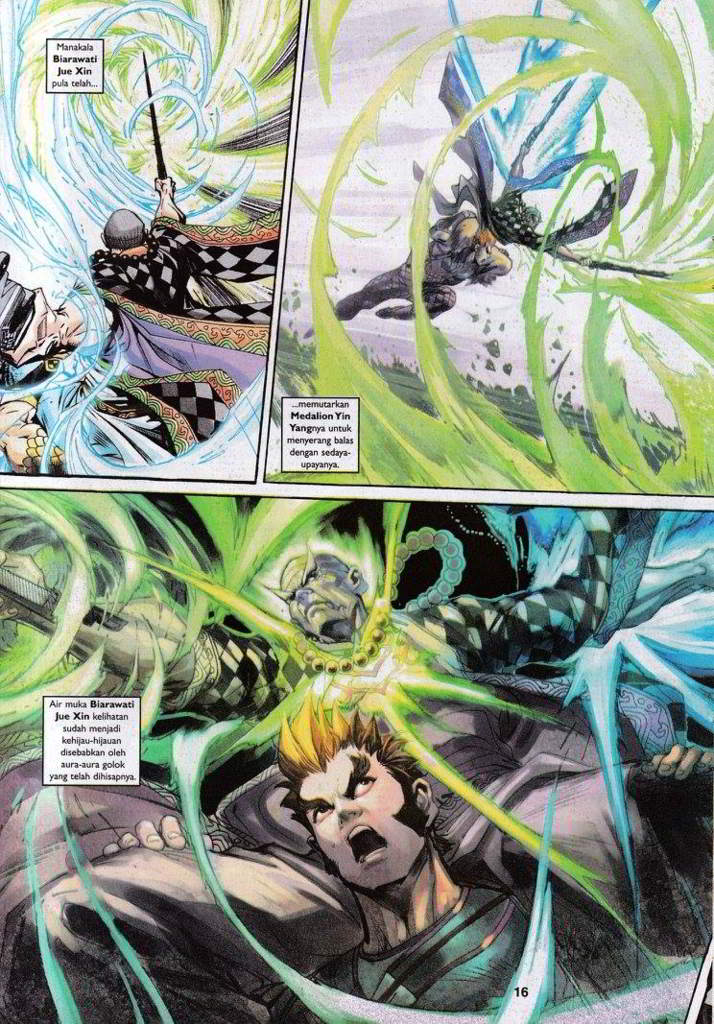 Manakala
Biarawati
Jue Xin
pula telah...
...memutarkan
Medalion Yin
Yangnya untuk
menyerang balas
dengan sedaya-
upayanya.
Air muka Biarawati
Jue Xin kelihatan
sudah menjadi
kehijau-hijauan
disebabkan oleh
aura-aura golok
yang telah dihisapnya.
16